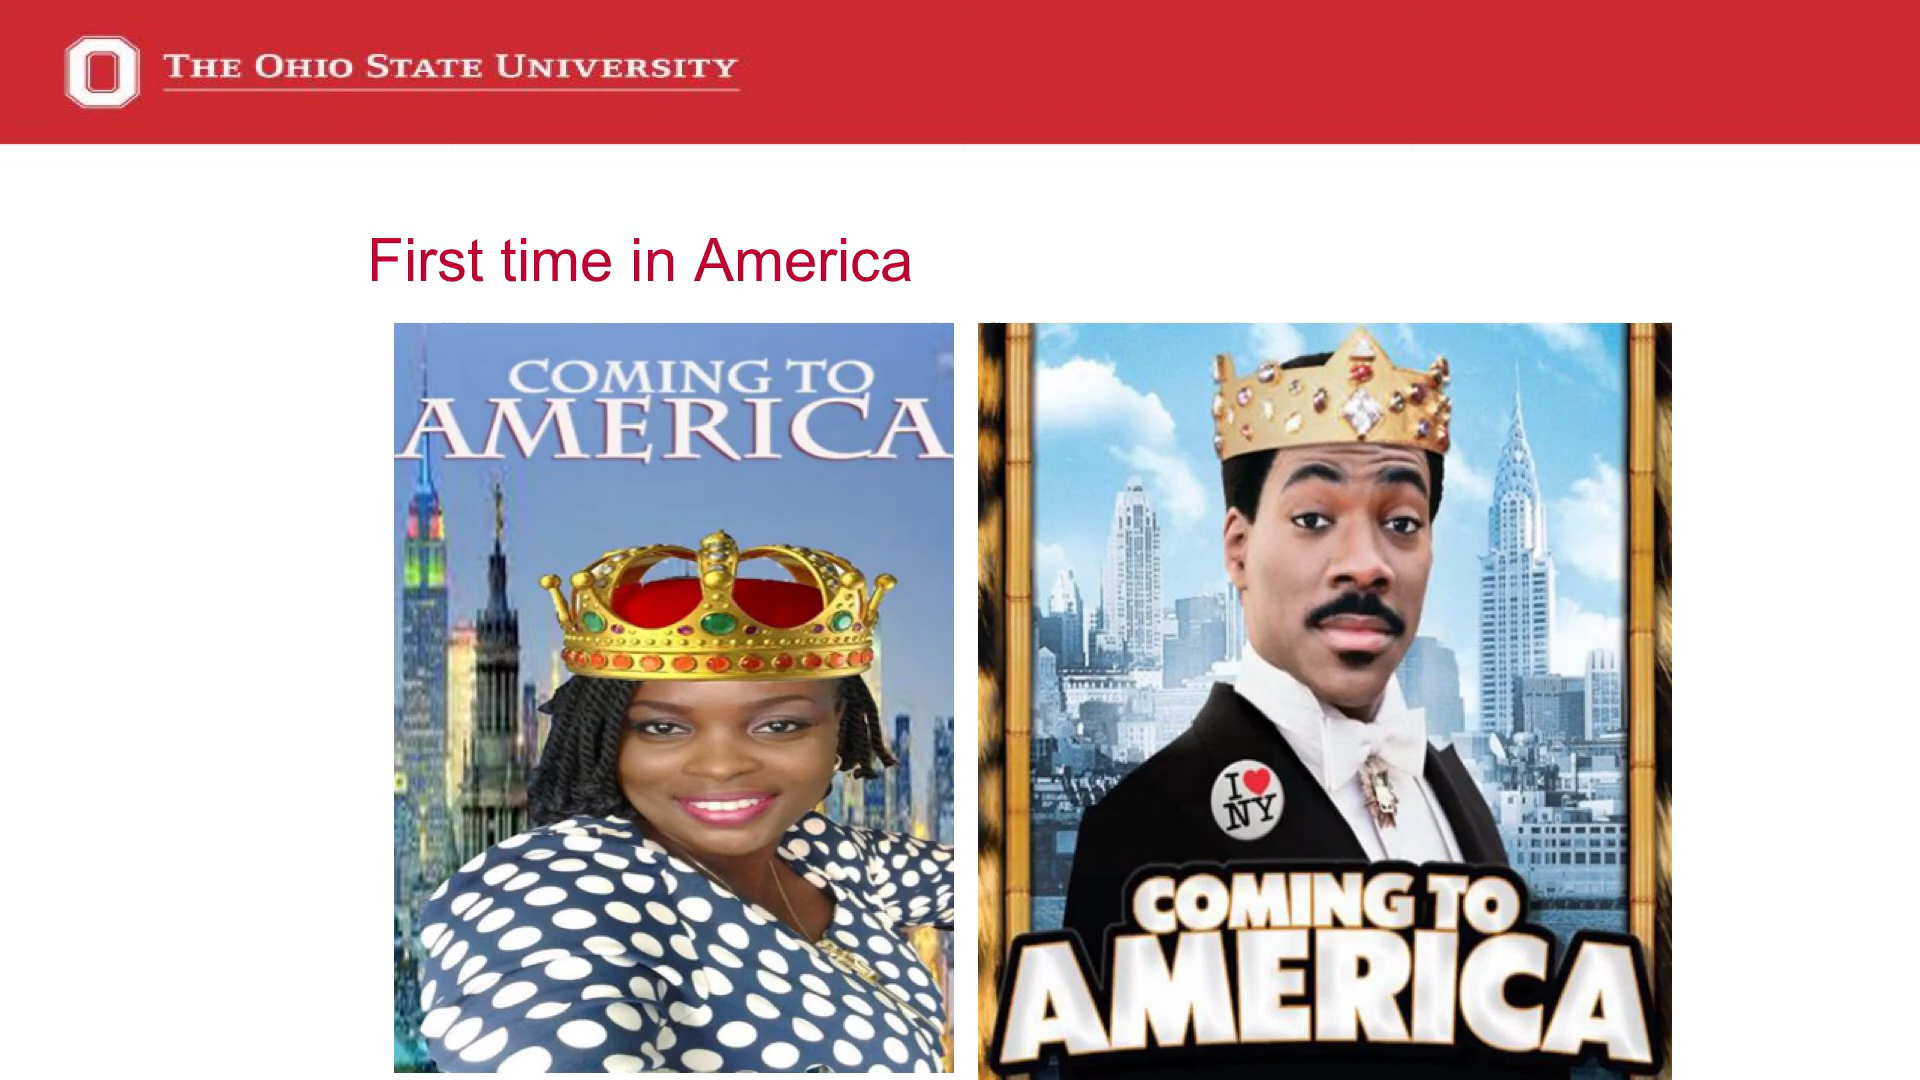 THE OHIO STATE UNIVERSITY
First time in America
COMING TO
AMERICA
I ❤ NY
COMING TO
AMERICA